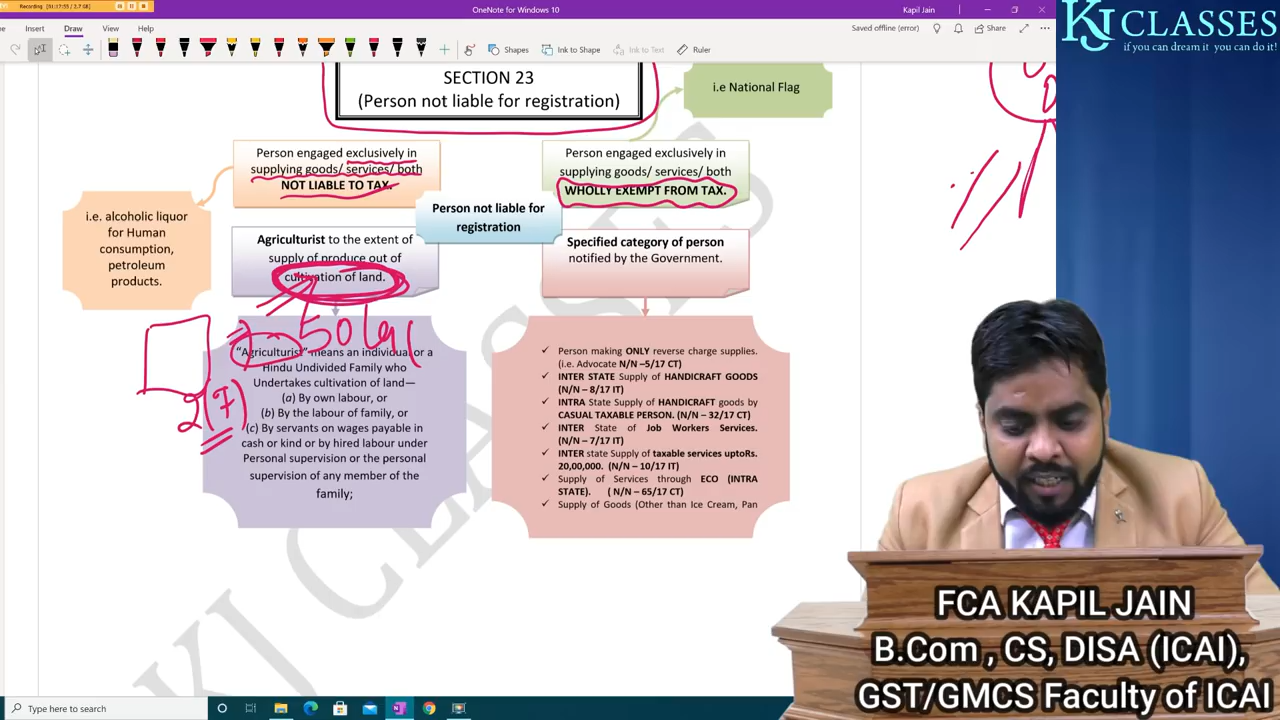 Recording [01:17:55 / 2.7 GB]
OneNote for Windows 10
Kapil Jain
Insert
Draw
View
Help
Saved offline (error)
Share
Shapes
Ink to Shape
Ink to Text
Ruler
KJ CLASSES
if you can dream it you can do it!
SECTION 23
(Person not liable for registration)
i.e National Flag
Person engaged exclusively in
supplying goods/ services/ both
NOT LIABLE TO TAX.
Person engaged exclusively in
supplying goods/ services/ both
WHOLLY EXEMPT FROM TAX.
i.e. alcoholic liquor
for Human
consumption,
petroleum
products.
Person not liable for
registration
Agriculturist to the extent of
supply of produce out of
cultivation of land.
Specified category of person
notified by the Government.
50 lac
2(7)
"Agriculturist" means an individual or a
Hindu Undivided Family who
Undertakes cultivation of land—
(a) By own labour, or
(b) By the labour of family, or
(c) By servants on wages payable in
cash or kind or by hired labour under
Personal supervision or the personal
supervision of any member of the
family;
✓ Person making ONLY reverse charge supplies.
(i.e. Advocate N/N –5/17 CT)
✓ INTER STATE Supply of HANDICRAFT GOODS
(N/N – 8/17 IT)
✓ INTRA State Supply of HANDICRAFT goods by
CASUAL TAXABLE PERSON. (N/N – 32/17 CT)
✓ INTER State of Job Workers Services.
(N/N – 7/17 IT)
✓ INTER state Supply of taxable services uptoRs.
20,00,000. (N/N – 10/17 IT)
✓ Supply of Services through ECO (INTRA
STATE). ( N/N – 65/17 CT)
✓ Supply of Goods (Other than Ice Cream, Pan
KJ CLASSES
FCA KAPIL JAIN
B.Com , CS, DISA (ICAI),
GST/GMCS Faculty of ICAI
Type here to search